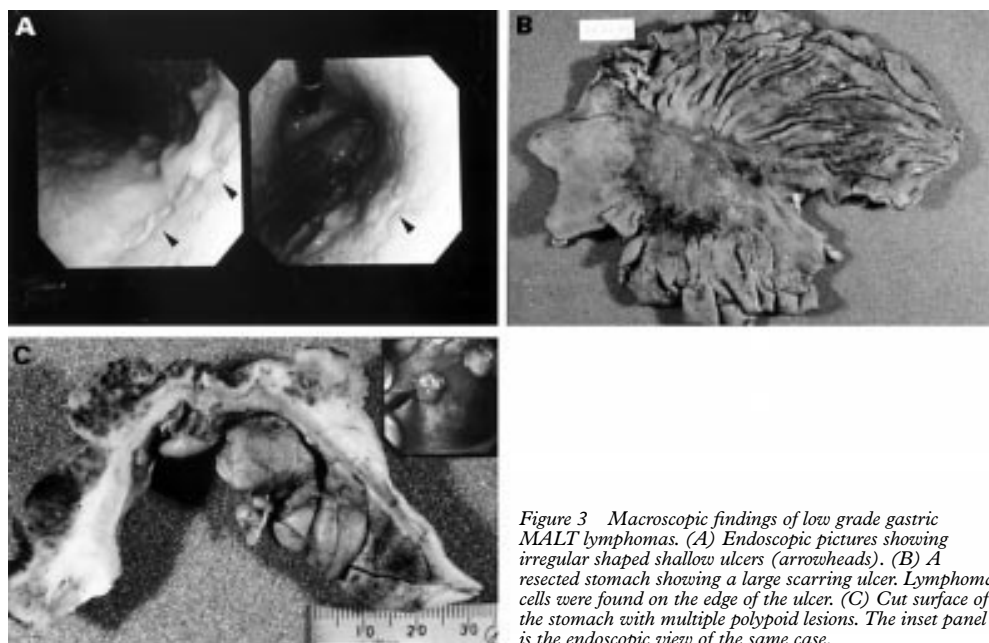 A
B
C
10 20 30
Figure 3 Macroscopic findings of low grade gastric
MALT lymphomas. (A) Endoscopic pictures showing
irregular shaped shallow ulcers (arrowheads). (B) A
resected stomach showing a large scarring ulcer. Lymphoma
cells were found on the edge of the ulcer. (C) Cut surface of
the stomach with multiple polypoid lesions. The inset panel
is the endoscopic view of the same case.